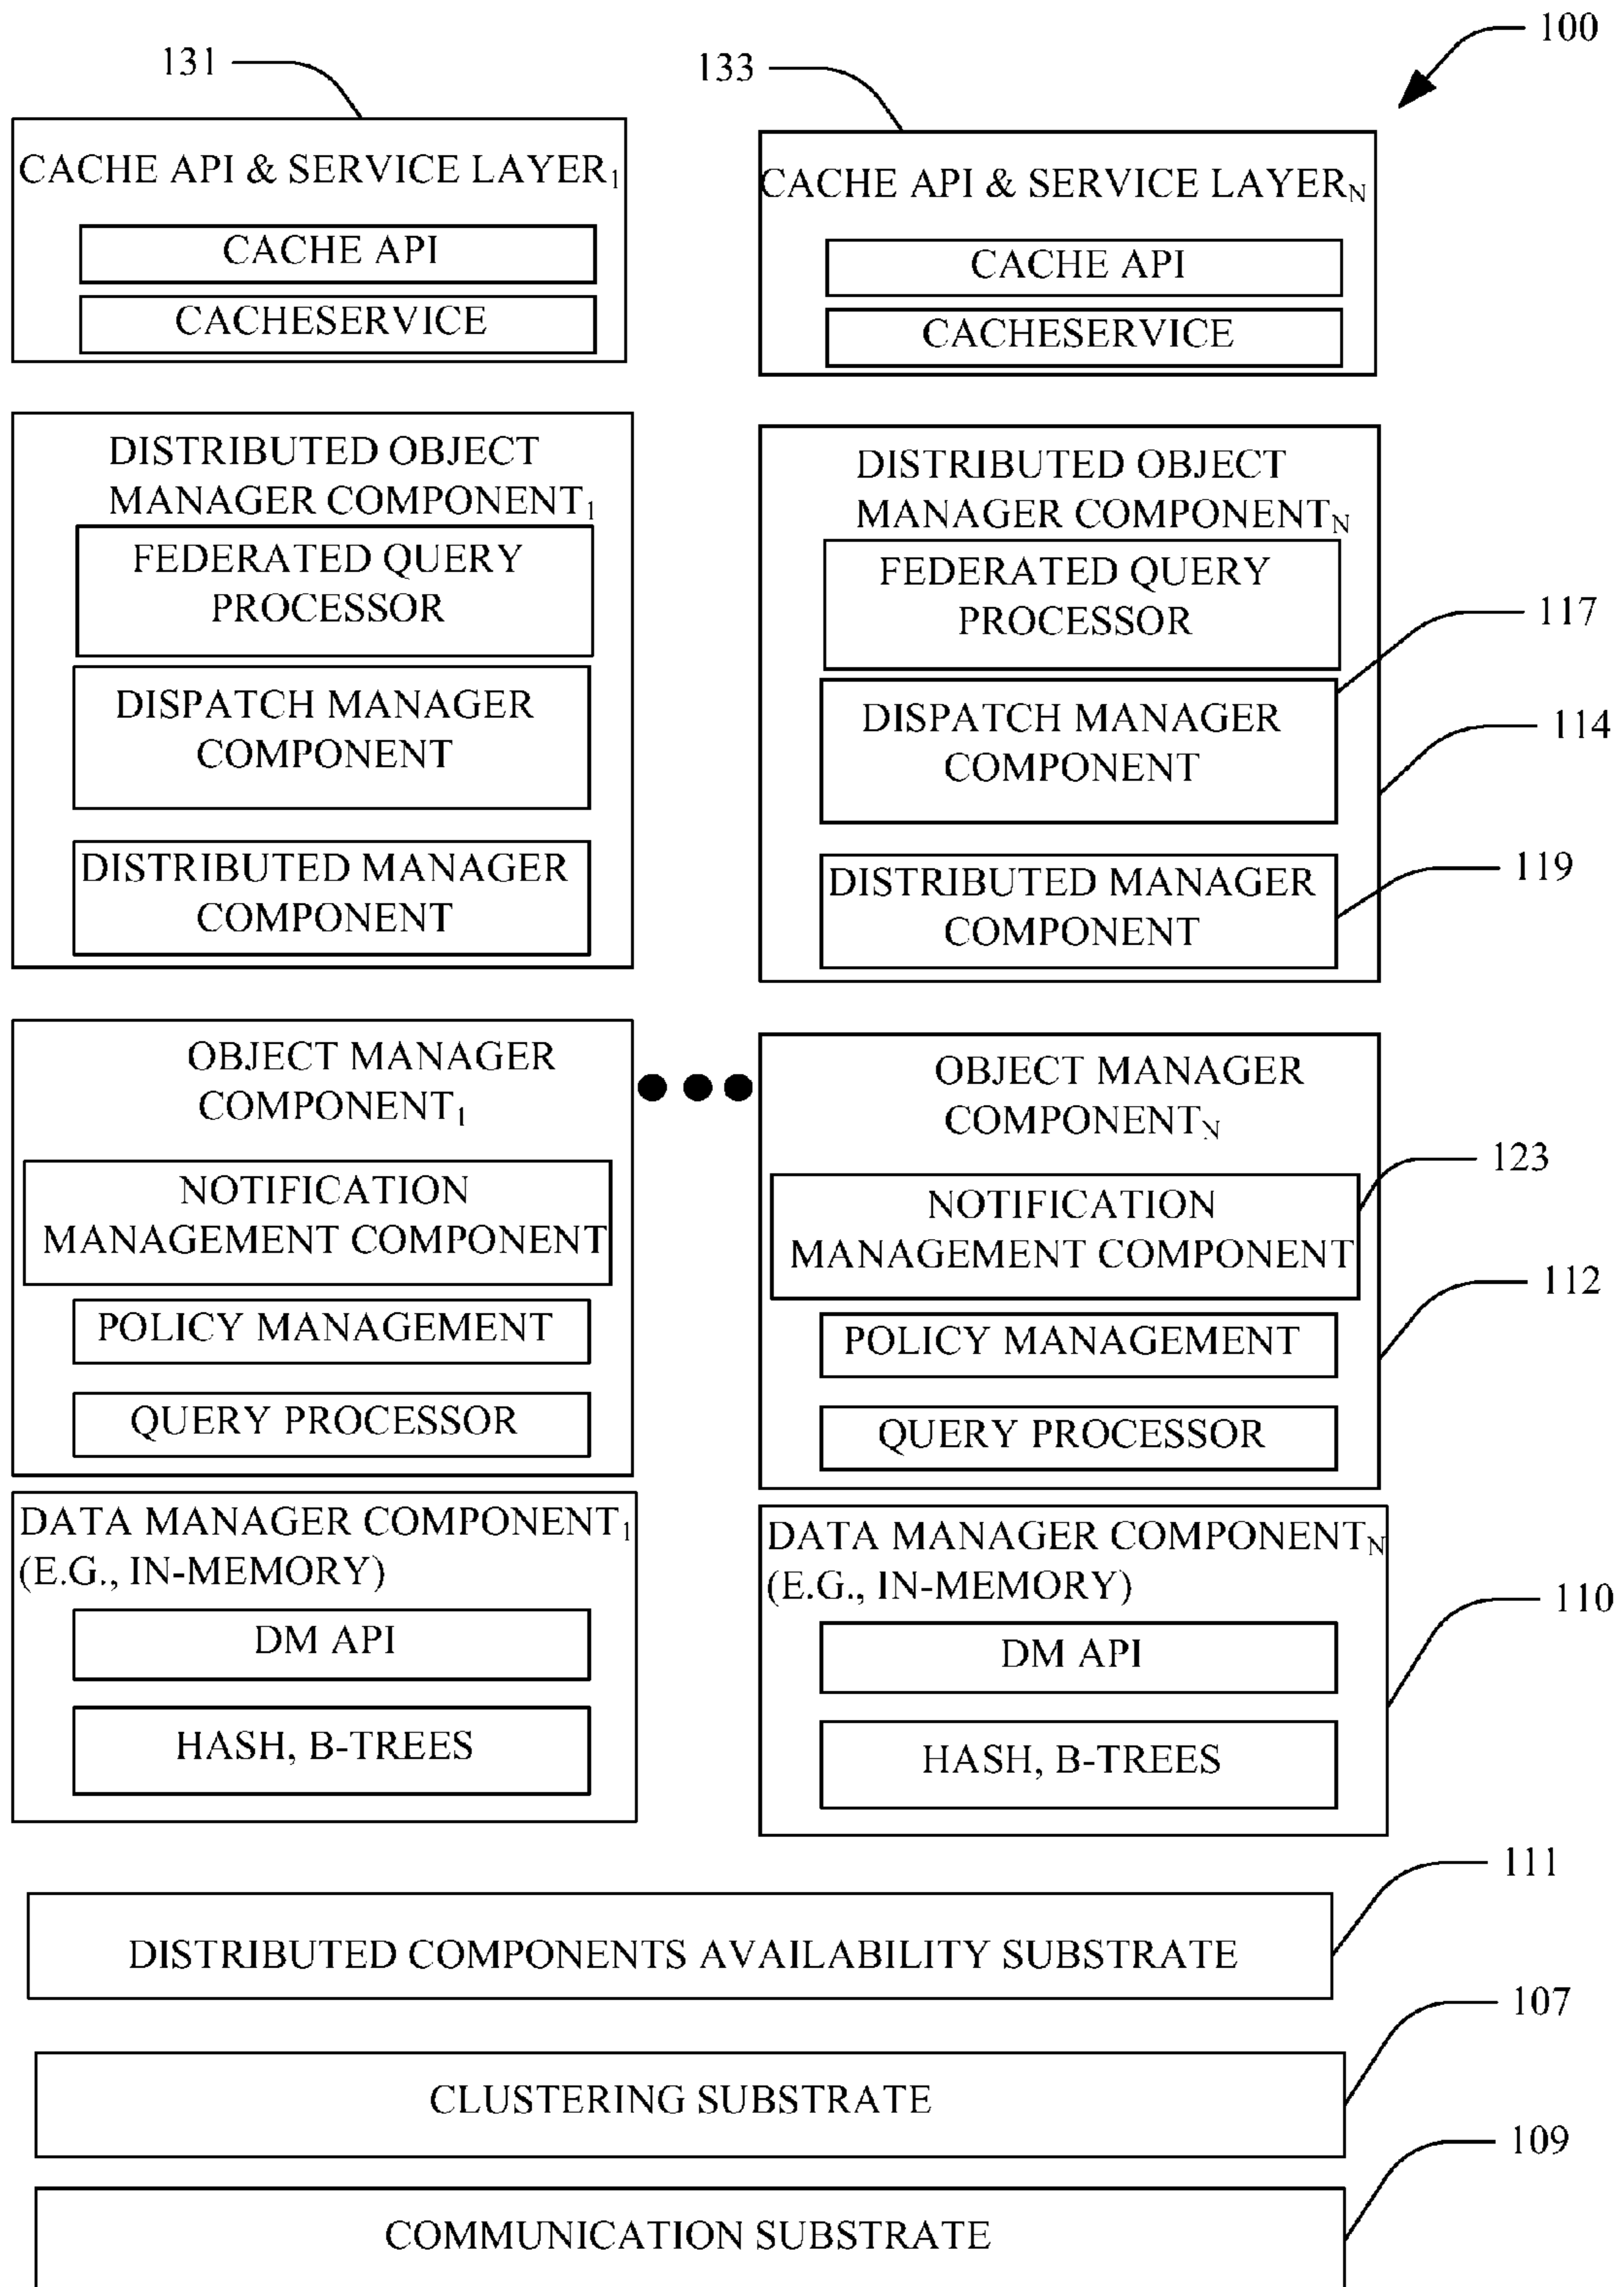 100
131
133
CACHE API & SERVICE LAYER1
CACHE API
CACHESERVICE
CACHE API & SERVICE LAYERN
CACHE API
CACHESERVICE
DISTRIBUTED OBJECT
MANAGER COMPONENT1
FEDERATED QUERY
PROCESSOR
DISPATCH MANAGER
COMPONENT
DISTRIBUTED MANAGER
COMPONENT
DISTRIBUTED OBJECT
MANAGER COMPONENTN
FEDERATED QUERY
PROCESSOR
DISPATCH MANAGER
COMPONENT
DISTRIBUTED MANAGER
COMPONENT
117
114
119
OBJECT MANAGER
COMPONENT1
NOTIFICATION
MANAGEMENT COMPONENT
POLICY MANAGEMENT
QUERY PROCESSOR
OBJECT MANAGER
COMPONENTN
NOTIFICATION
MANAGEMENT COMPONENT
POLICY MANAGEMENT
QUERY PROCESSOR
123
112
DATA MANAGER COMPONENT1
(E.G., IN-MEMORY)
DM API
HASH, B-TREES
DATA MANAGER COMPONENTN
(E.G., IN-MEMORY)
DM API
HASH, B-TREES
110
111
DISTRIBUTED COMPONENTS AVAILABILITY SUBSTRATE
107
CLUSTERING SUBSTRATE
109
COMMUNICATION SUBSTRATE